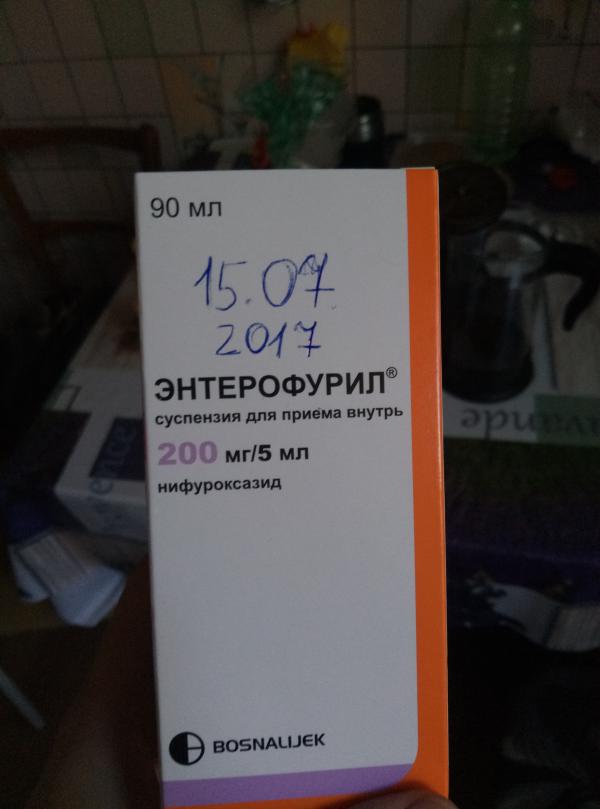 90 мл
15.07
2017
ЭНТЕРОФУРИЛ®
суспензия для приема внутрь
200 мг/5 мл
нифуроксазид
BOSNALIJEK